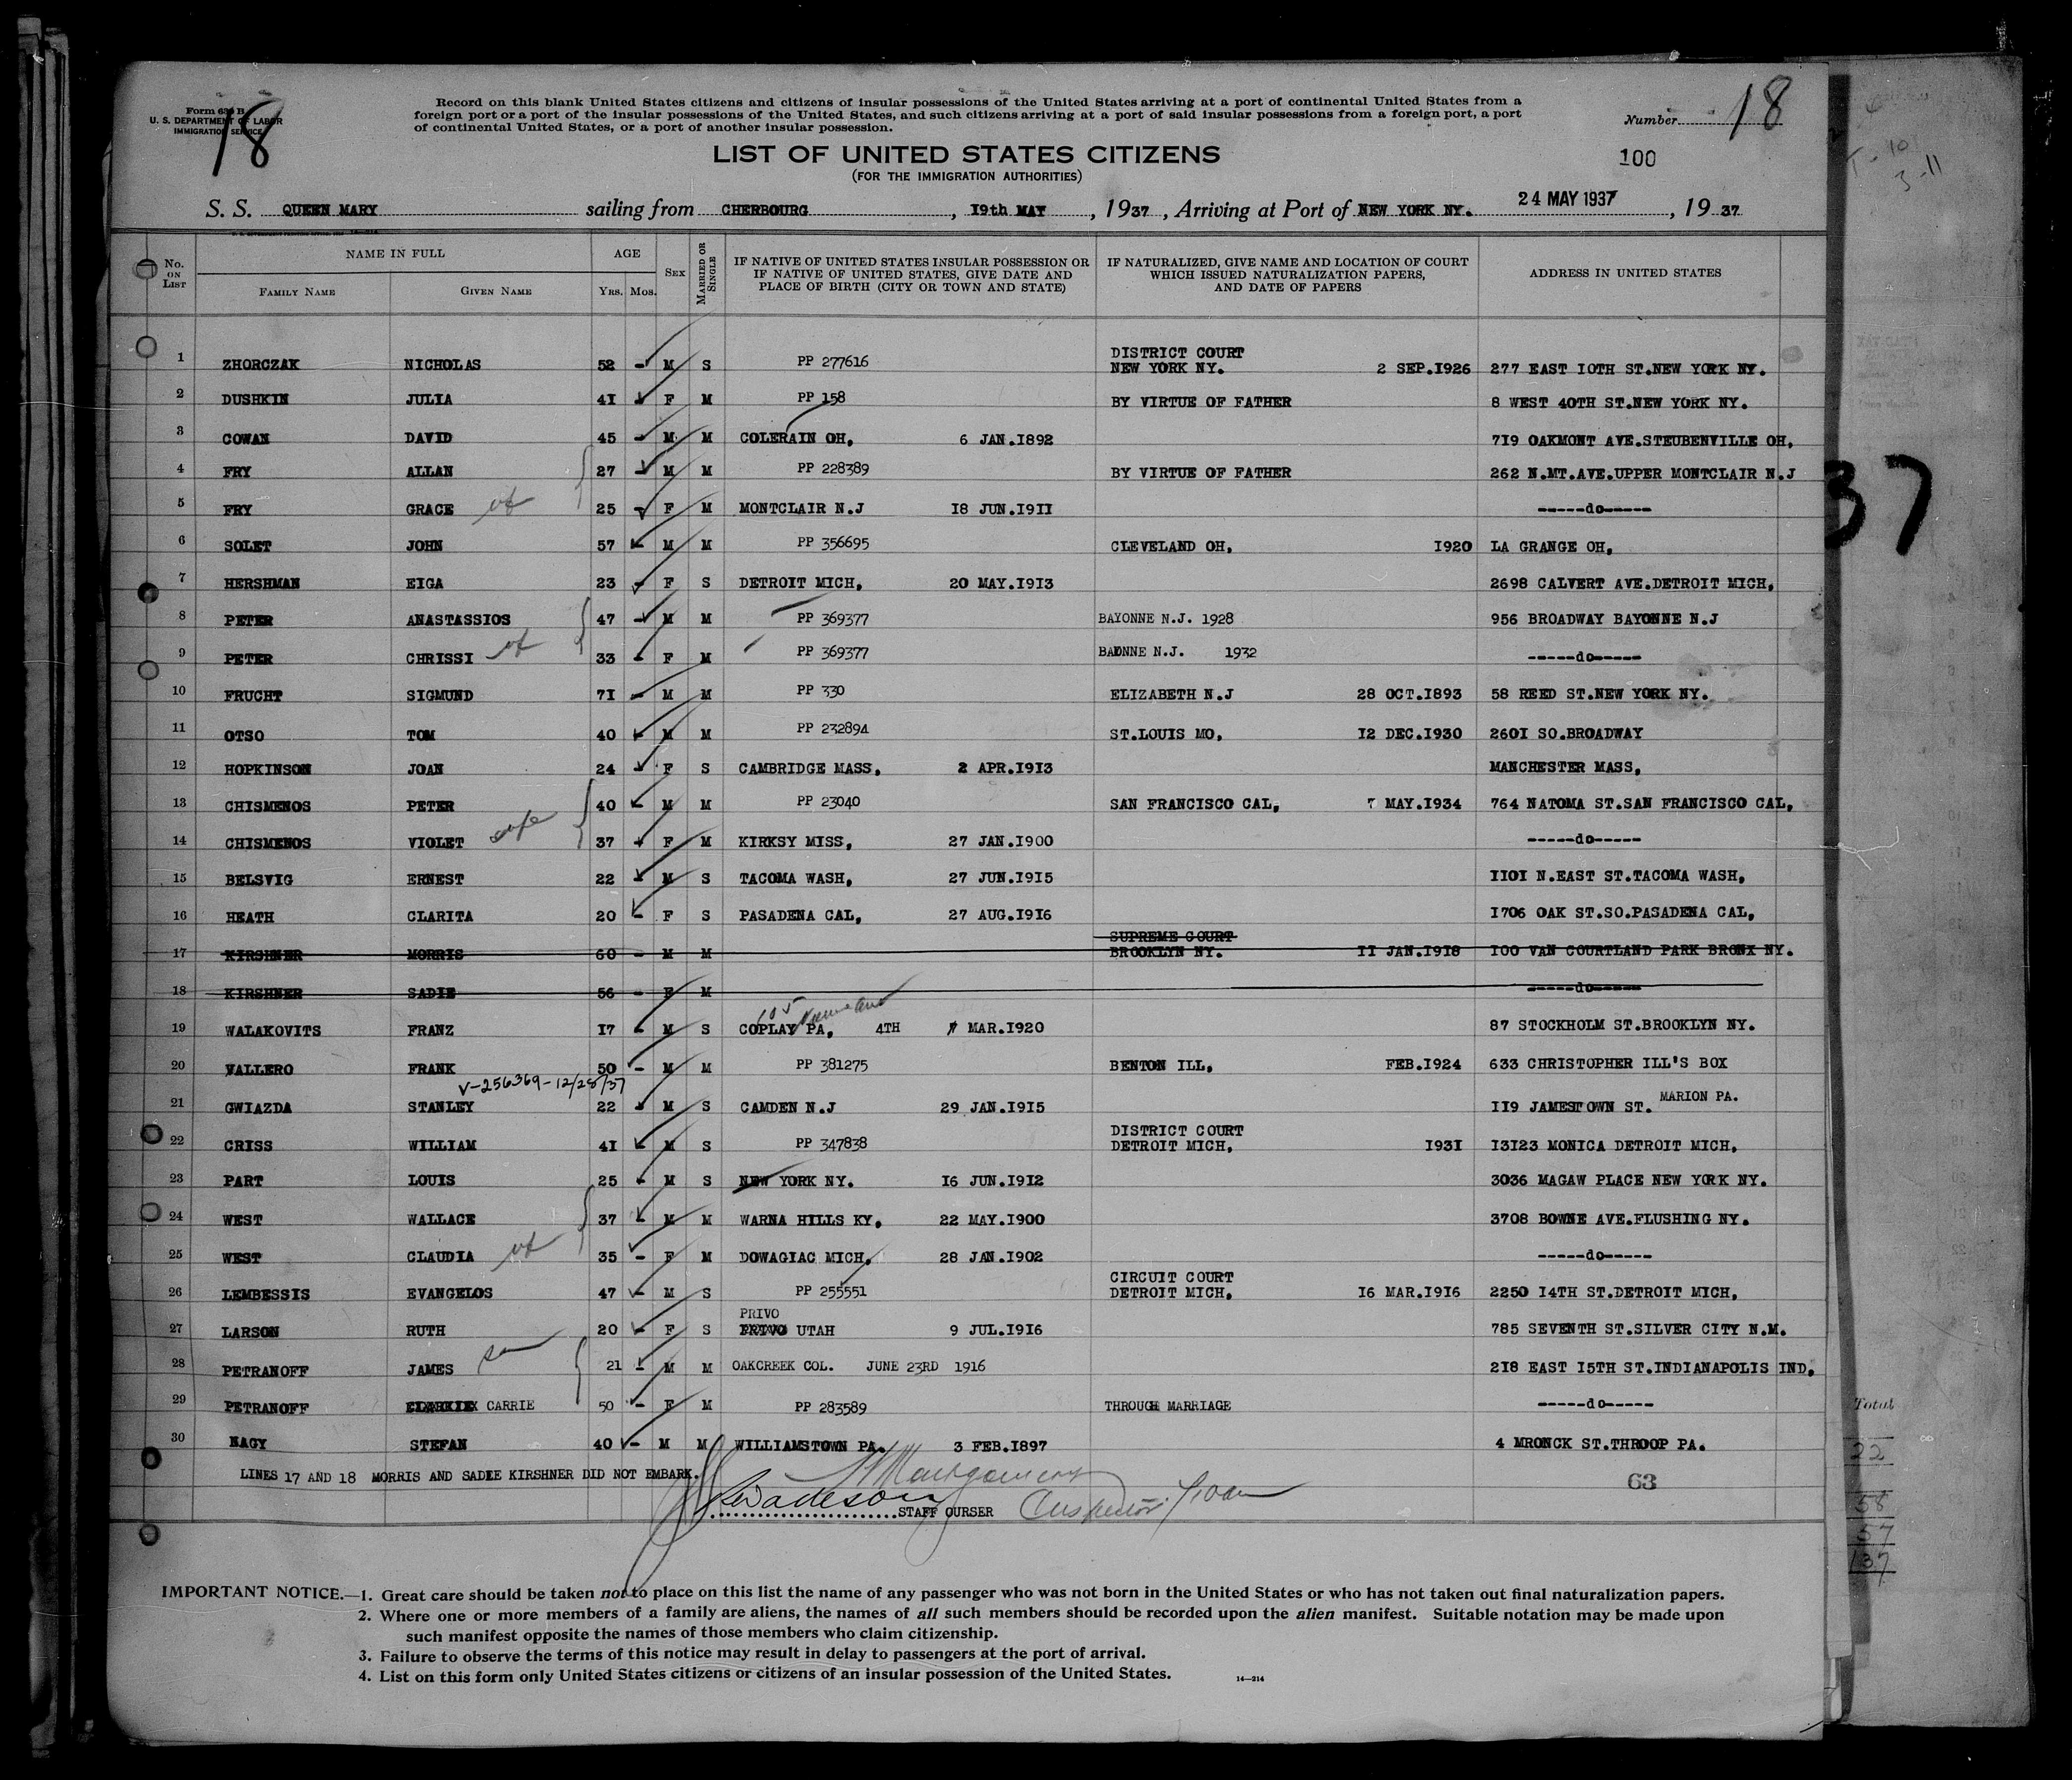 18
Form 630 B
U. S. DEPARTMENT OF LABOR
IMMIGRATION SERVICE
Record on this blank United States citizens and citizens of insular possessions of the United States arriving at a port of continental United States from a
foreign port or a port of the insular possessions of the United States, and such citizens arriving at a port of said insular possessions from a foreign port, a port
of continental United States, or a port of another insular possession.
Number 18
LIST OF UNITED STATES CITIZENS
100
(FOR THE IMMIGRATION AUTHORITIES)
S. S. QUEEN MARY sailing from CHERBOURG, 19th MAY, 1937, Arriving at Port of NEW YORK NY. 24 MAY 1937, 19 37
No. ON LIST NAME IN FULL FAMILY NAME GIVEN NAME AGE YRS. MOS. SEX MARRIED OR SINGLE IF NATIVE OF UNITED STATES INSULAR POSSESSION OR IF NATIVE OF UNITED STATES, GIVE DATE AND PLACE OF BIRTH (CITY OR TOWN AND STATE) IF NATURALIZED, GIVE NAME AND LOCATION OF COURT WHICH ISSUED NATURALIZATION PAPERS, AND DATE OF PAPERS ADDRESS IN UNITED STATES
1 ZHORCZAK NICHOLAS 52 - M S PP 277616 DISTRICT COURT NEW YORK NY. 2 SEP.1926 277 EAST 10TH ST.NEW YORK NY.
2 DUSHKIN JULIA 41 - F M PP 158 BY VIRTUE OF FATHER 8 WEST 40TH ST.NEW YORK NY.
3 COWAN DAVID 45 - M M COLERAIN OH, 6 JAN.1892 719 OAKMONT AVE.STEUBENVILLE OH,
4 FRY ALLAN 27 - M M PP 228389 BY VIRTUE OF FATHER 262 N.MT.AVE.UPPER MONTCLAIR N.J
5 FRY GRACE wf 25 - F M MONTCLAIR N.J 18 JUN.1911 -----do-----
6 SOLET JOHN 57 - M M PP 356695 CLEVELAND OH, 1920 LA GRANGE OH,
7 HERSHMAN EIGA 23 - F S DETROIT MICH, 20 MAY.1913 2698 CALVERT AVE.DETROIT MICH,
8 PETER ANASTASSIOS 47 - M M PP 369377 BAYONNE N.J. 1928 956 BROADWAY BAYONNE N.J
9 PETER CHRISSI wf 33 - F M PP 369377 N.J. 1932 -----do-----
10 FRUCHT SIGMUND 71 - M M PP 330 ELIZABETH N.J 28 OCT.1893 58 REED ST.NEW YORK NY.
11 OTSO TOM 40 - M M PP 232894 ST.LOUIS MO, 12 DEC.1930 2601 SO.BROADWAY
12 HOPKINSON JOAN 24 - F S CAMBRIDGE MASS, 2 APR.1913 MANCHESTER MASS,
13 CHISMENOS PETER 40 - M M PP 23040 SAN FRANCISCO CAL, 7 MAY.1934 764 NATOMA ST.SAN FRANCISCO CAL,
14 CHISMENOS VIOLET wife 37 - F M KIRKSY MISS, 27 JAN.1900 -----do-----
15 BELSVIG ERNEST 22 - M S TACOMA WASH, 27 JUN.1915 1101 N.EAST ST.TACOMA WASH,
16 HEATH CLARITA 20 - F S PASADENA CAL, 27 AUG.1916 1706 OAK ST.SO.PASADENA CAL,
17 KIRSHNER MORRIS 60 - M M SUPREME COURT BROOKLYN NY. 11 JAN.1918 100 VAN COURTLAND PARK BRONX NY.
18 KIRSHNER SADIE 56 - F M -----do-----
19 WALAKOVITS FRANZ 17 - M S COPLAY PA, 4TH MAR.1920 87 STOCKHOLM ST.BROOKLYN NY.
20 VALLERO FRANK 50 - M M PP 381275 BENTON ILL, FEB.1924 633 CHRISTOPHER ILL'S BOX
V-256369-12/28/37
21 GWIAZDA STANLEY 22 - M S CAMDEN N.J 29 JAN.1915 119 JAMESTOWN ST. MARION PA.
22 CRISS WILLIAM 41 - M S PP 347838 DISTRICT COURT DETROIT MICH, 1931 13123 MONICA DETROIT MICH,
23 PART LOUIS 25 - M S NEW YORK NY. 16 JUN.1912 3036 MAGAW PLACE NEW YORK NY.
24 WEST WALLACE 37 - M M WARNA HILLS KY, 22 MAY.1900 3708 BOWNE AVE.FLUSHING NY.
25 WEST CLAUDIA wf 35 - F M DOWAGIAC MICH, 28 JAN.1902 -----do-----
26 LEMBESSIS EVANGELOS 47 - M S PP 255551 CIRCUIT COURT DETROIT MICH, 16 MAR.1916 2250 14TH ST.DETROIT MICH,
27 LARSON RUTH 20 - F S PRIVO UTAH 9 JUL.1916 785 SEVENTH ST.SILVER CITY N.M.
28 PETRANOFF JAMES son 21 - M M OAKCREEK COL. JUNE 23RD 1916 218 EAST 15TH ST.INDIANAPOLIS IND,
29 PETRANOFF CARRIE 50 - F M PP 283589 THROUGH MARRIAGE -----do-----
30 NAGY STEFAN 40 - M M WILLIAMSTOWN PA. 3 FEB.1897 4 MRONCK ST.THROOP PA.
LINES 17 AND 18 MORRIS AND SADIE KIRSHNER DID NOT EMBARK.
63
STAFF OURSER
IMPORTANT NOTICE.—1. Great care should be taken not to place on this list the name of any passenger who was not born in the United States or who has not taken out final naturalization papers.
2. Where one or more members of a family are aliens, the names of all such members should be recorded upon the alien manifest. Suitable notation may be made upon
such manifest opposite the names of those members who claim citizenship.
3. Failure to observe the terms of this notice may result in delay to passengers at the port of arrival.
4. List on this form only United States citizens or citizens of an insular possession of the United States.
14—214
37
Total
22
58
57
137